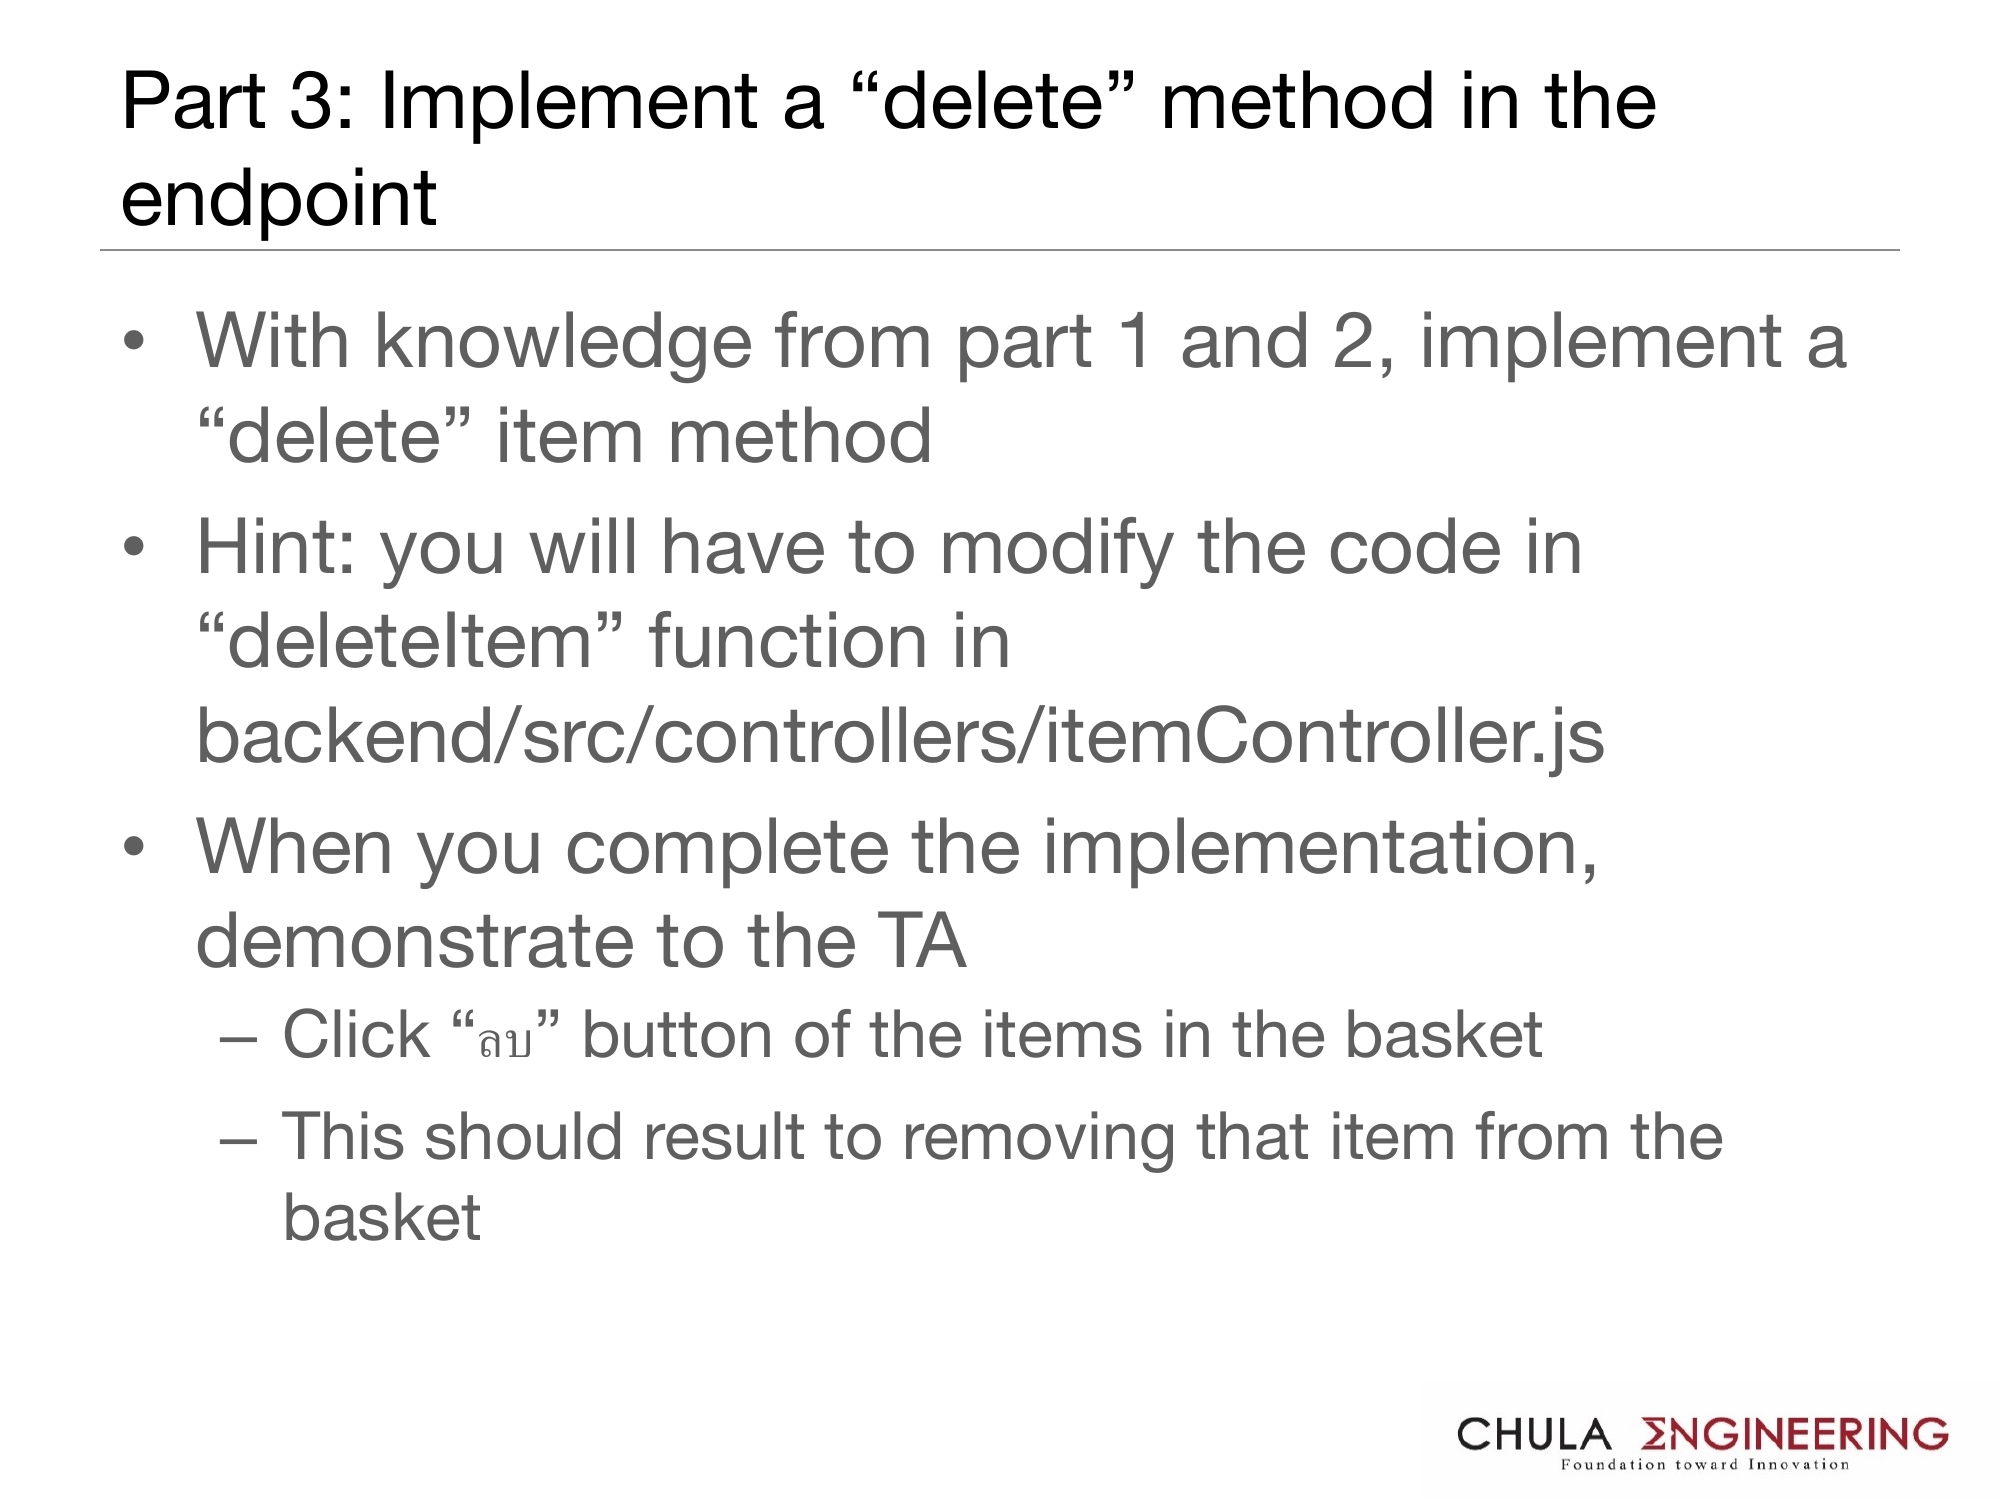 Part 3: Implement a “delete” method in the
endpoint
• With knowledge from part 1 and 2, implement a
“delete” item method
• Hint: you will have to modify the code in
“deleteItem” function in
backend/src/controllers/itemController.js
• When you complete the implementation,
demonstrate to the TA
– Click “ลบ” button of the items in the basket
– This should result to removing that item from the
basket
CHULA ΣNGINEERING
Foundation toward Innovation